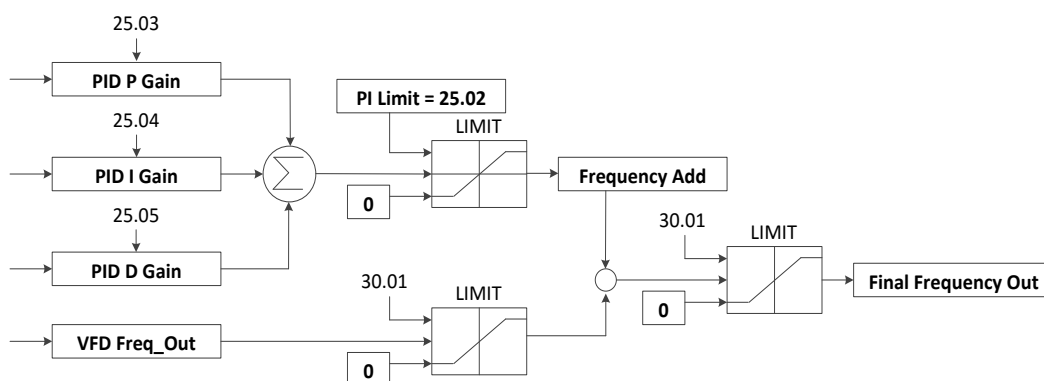 25.03
PID P Gain
25.04
PID I Gain
25.05
PID D Gain
VFD Freq_Out
Σ
PI Limit = 25.02
LIMIT
0
Frequency Add
30.01
LIMIT
0
30.01
LIMIT
0
Final Frequency Out